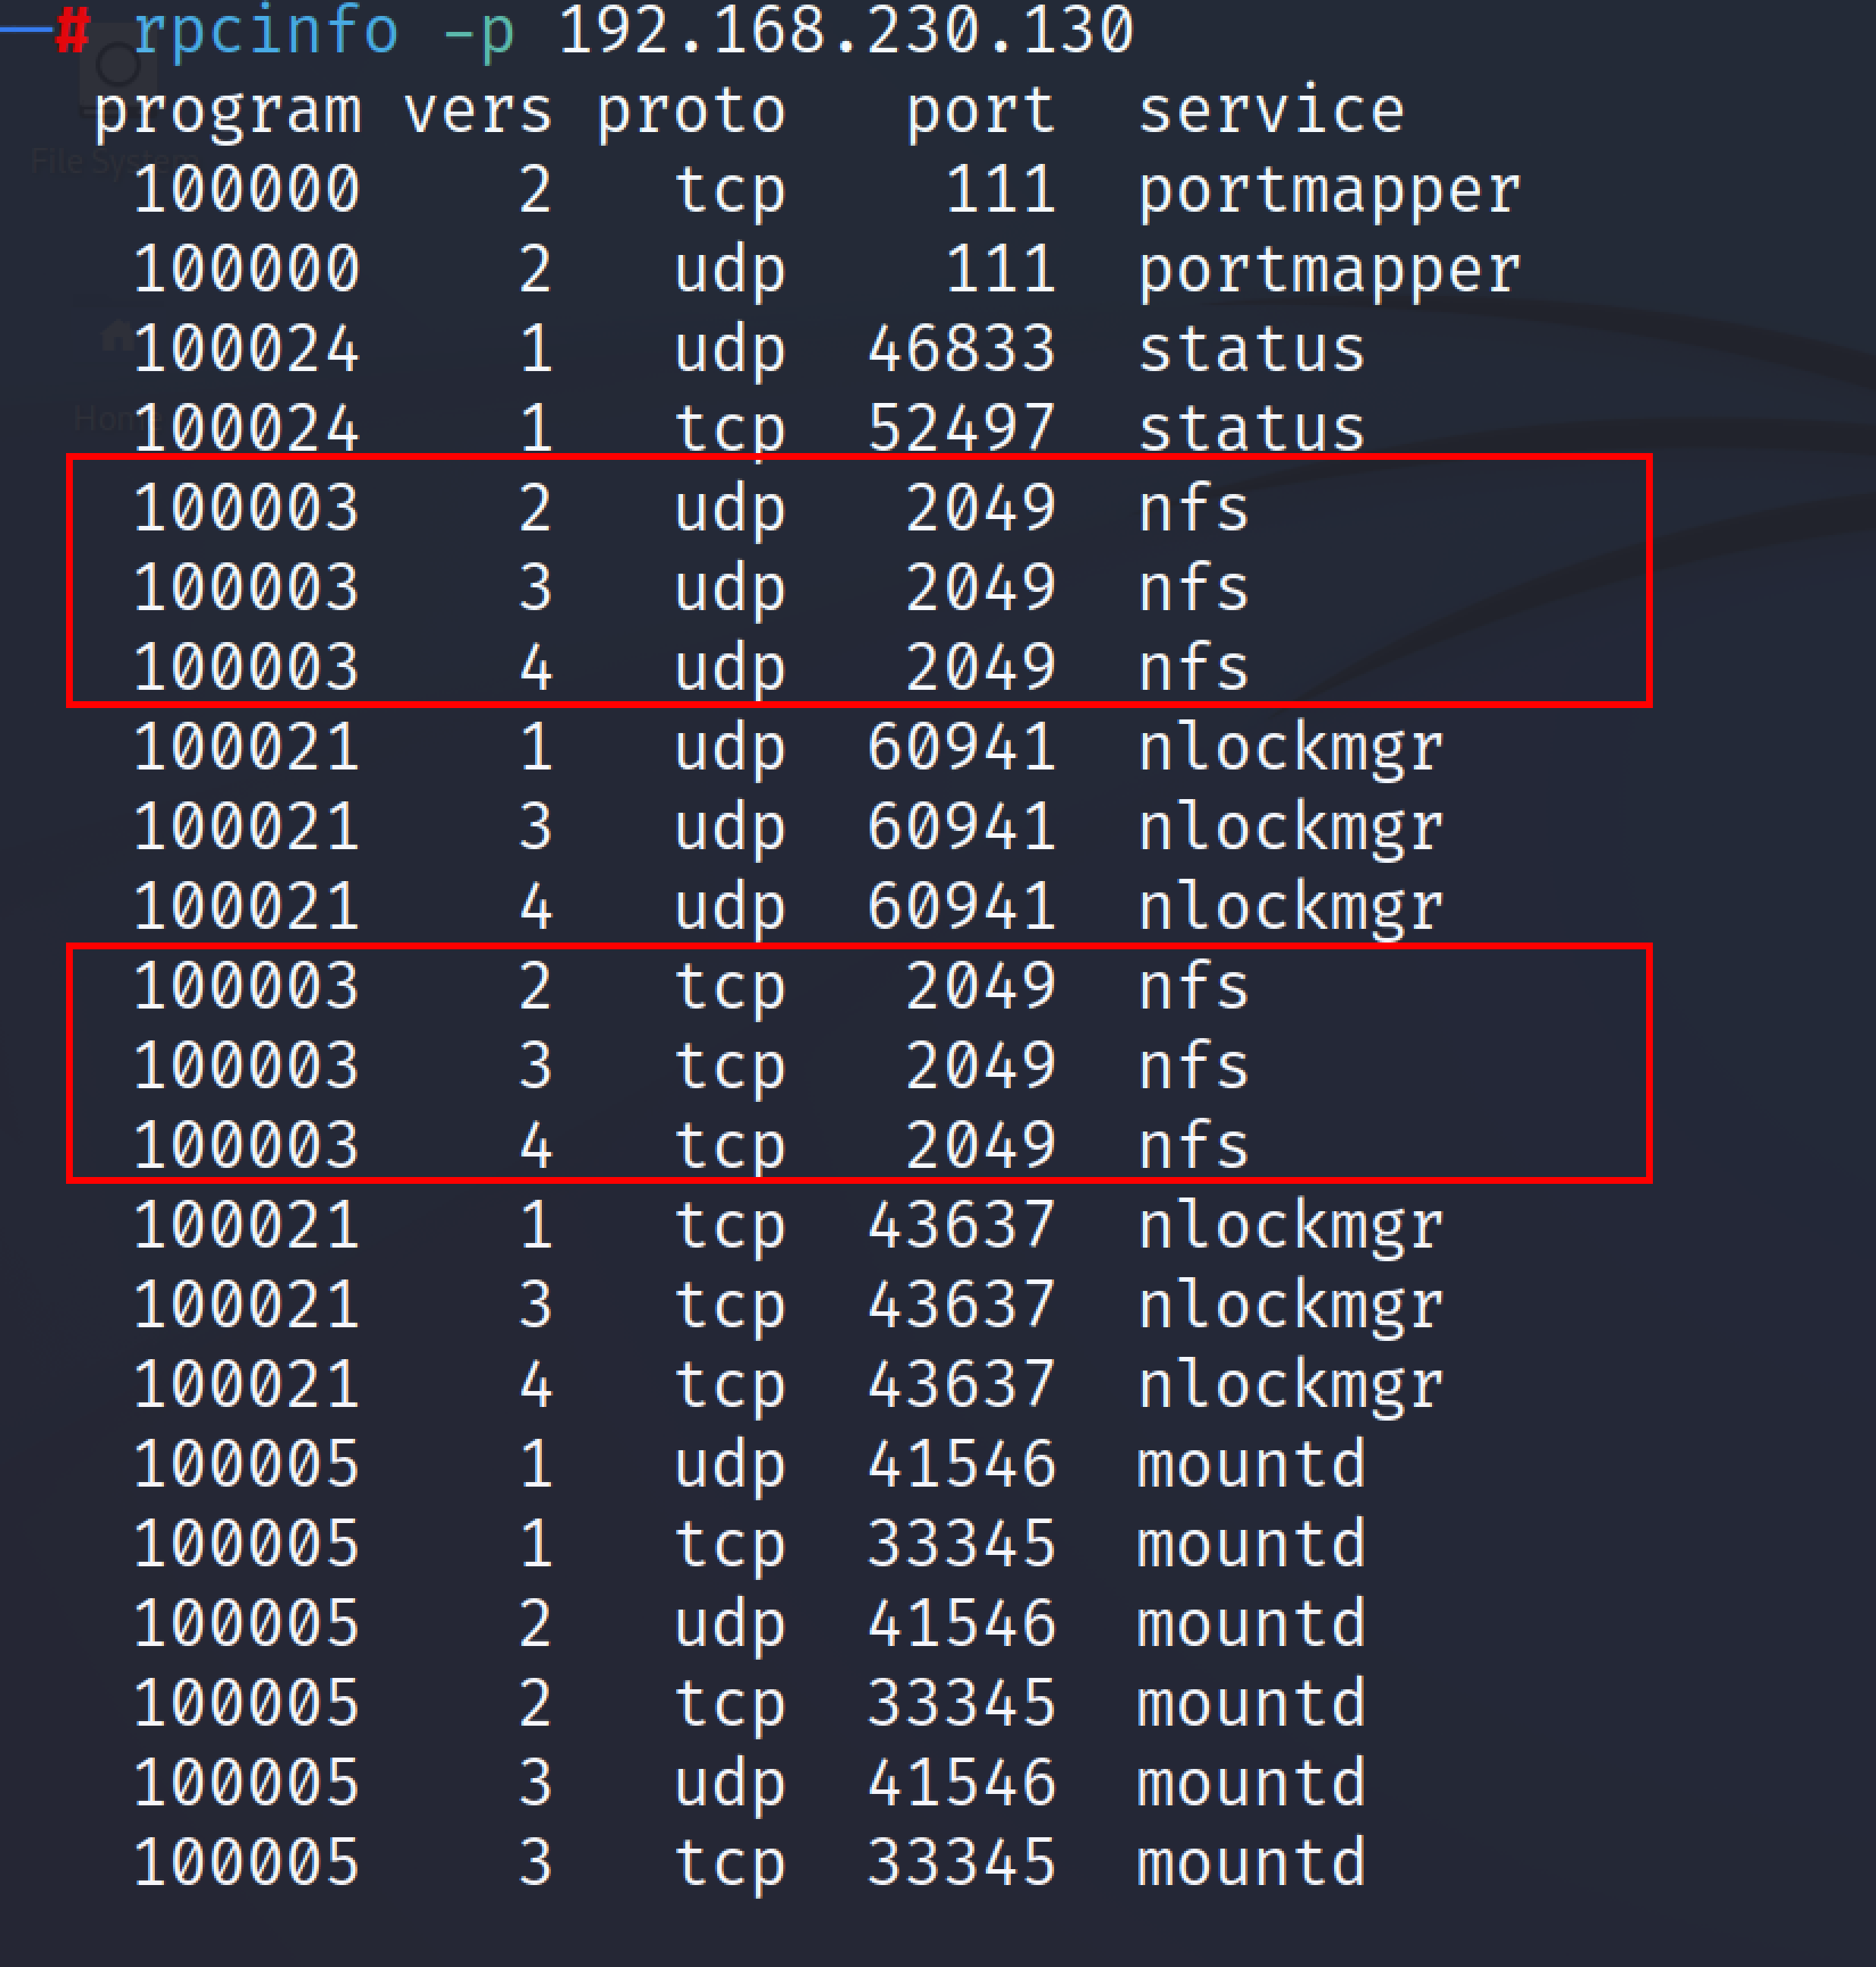 # rpcinfo -p 192.168.230.130
program vers proto port service
File System
100000 2 tcp 111 portmapper
100000 2 udp 111 portmapper
100024 1 udp 46833 status
Home
100024 1 tcp 52497 status
100003 2 udp 2049 nfs
100003 3 udp 2049 nfs
100003 4 udp 2049 nfs
100021 1 udp 60941 nlockmgr
100021 3 udp 60941 nlockmgr
100021 4 udp 60941 nlockmgr
100003 2 tcp 2049 nfs
100003 3 tcp 2049 nfs
100003 4 tcp 2049 nfs
100021 1 tcp 43637 nlockmgr
100021 3 tcp 43637 nlockmgr
100021 4 tcp 43637 nlockmgr
100005 1 udp 41546 mountd
100005 1 tcp 33345 mountd
100005 2 udp 41546 mountd
100005 2 tcp 33345 mountd
100005 3 udp 41546 mountd
100005 3 tcp 33345 mountd